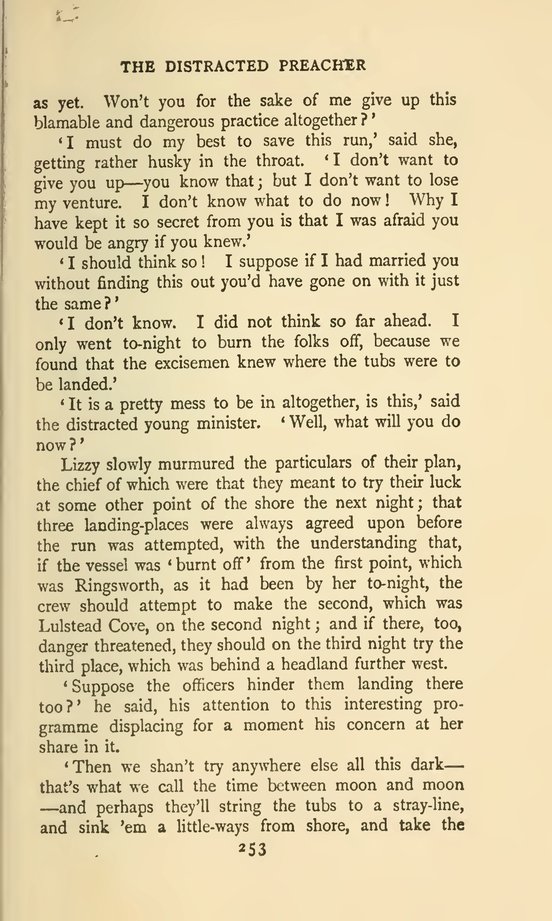 THE DISTRACTED PREACHER
as yet. Won't you for the sake of me give up this
blamable and dangerous practice altogether?'
'I must do my best to save this run,' said she,
getting rather husky in the throat. 'I don't want to
give you up—you know that; but I don't want to lose
my venture. I don't know what to do now! Why I
have kept it so secret from you is that I was afraid you
would be angry if you knew.'
'I should think so! I suppose if I had married you
without finding this out you'd have gone on with it just
the same?'
'I don't know. I did not think so far ahead. I
only went to-night to burn the folks off, because we
found that the excisemen knew where the tubs were to
be landed.'
'It is a pretty mess to be in altogether, is this,' said
the distracted young minister. 'Well, what will you do
now?'
Lizzy slowly murmured the particulars of their plan,
the chief of which were that they meant to try their luck
at some other point of the shore the next night; that
three landing-places were always agreed upon before
the run was attempted, with the understanding that,
if the vessel was 'burnt off' from the first point, which
was Ringsworth, as it had been by her to-night, the
crew should attempt to make the second, which was
Lulstead Cove, on the second night; and if there, too,
danger threatened, they should on the third night try the
third place, which was behind a headland further west.
'Suppose the officers hinder them landing there
too?' he said, his attention to this interesting pro-
gramme displacing for a moment his concern at her
share in it.
'Then we shan't try anywhere else all this dark—
that's what we call the time between moon and moon
—and perhaps they'll string the tubs to a stray-line,
and sink 'em a little-ways from shore, and take the
253